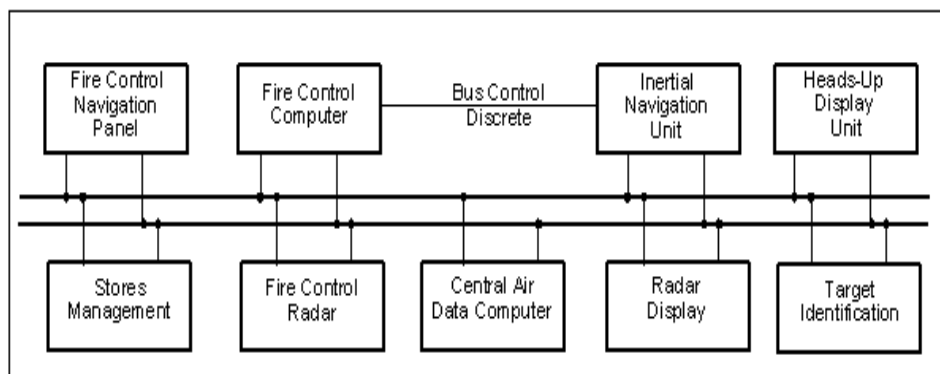 Fire Control
Navigation
Panel
Fire Control
Computer
Bus Control
Discrete
Inertial
Navigation
Unit
Heads-Up
Display
Unit
Stores
Management
Fire Control
Radar
Central Air
Data Computer
Radar
Display
Target
Identification